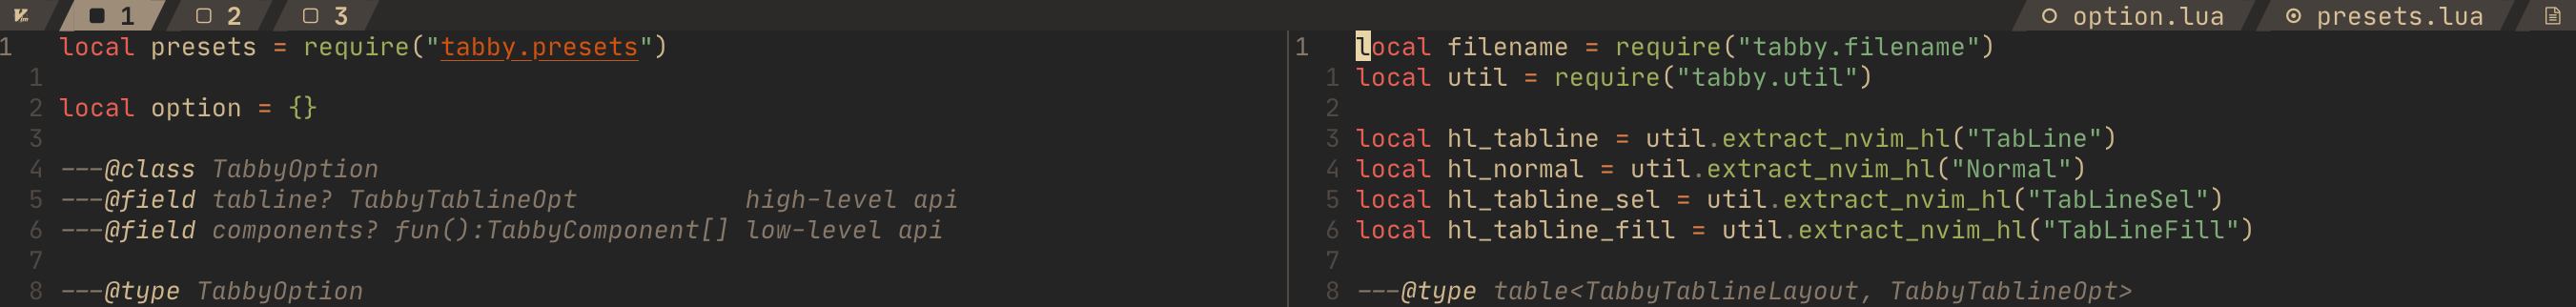 1 2 3 option.lua presets.lua
1 local presets = require("tabby.presets")
1
2 local option = {}
3
4 ---@class TabbyOption
5 ---@field tabline? TabbyTablineOpt high-level api
6 ---@field components? fun():TabbyComponent[] low-level api
7
8 ---@type TabbyOption
1 local filename = require("tabby.filename")
1 local util = require("tabby.util")
2
3 local hl_tabline = util.extract_nvim_hl("TabLine")
4 local hl_normal = util.extract_nvim_hl("Normal")
5 local hl_tabline_sel = util.extract_nvim_hl("TabLineSel")
6 local hl_tabline_fill = util.extract_nvim_hl("TabLineFill")
7
8 ---@type table<TabbyTablineLayout, TabbyTablineOpt>